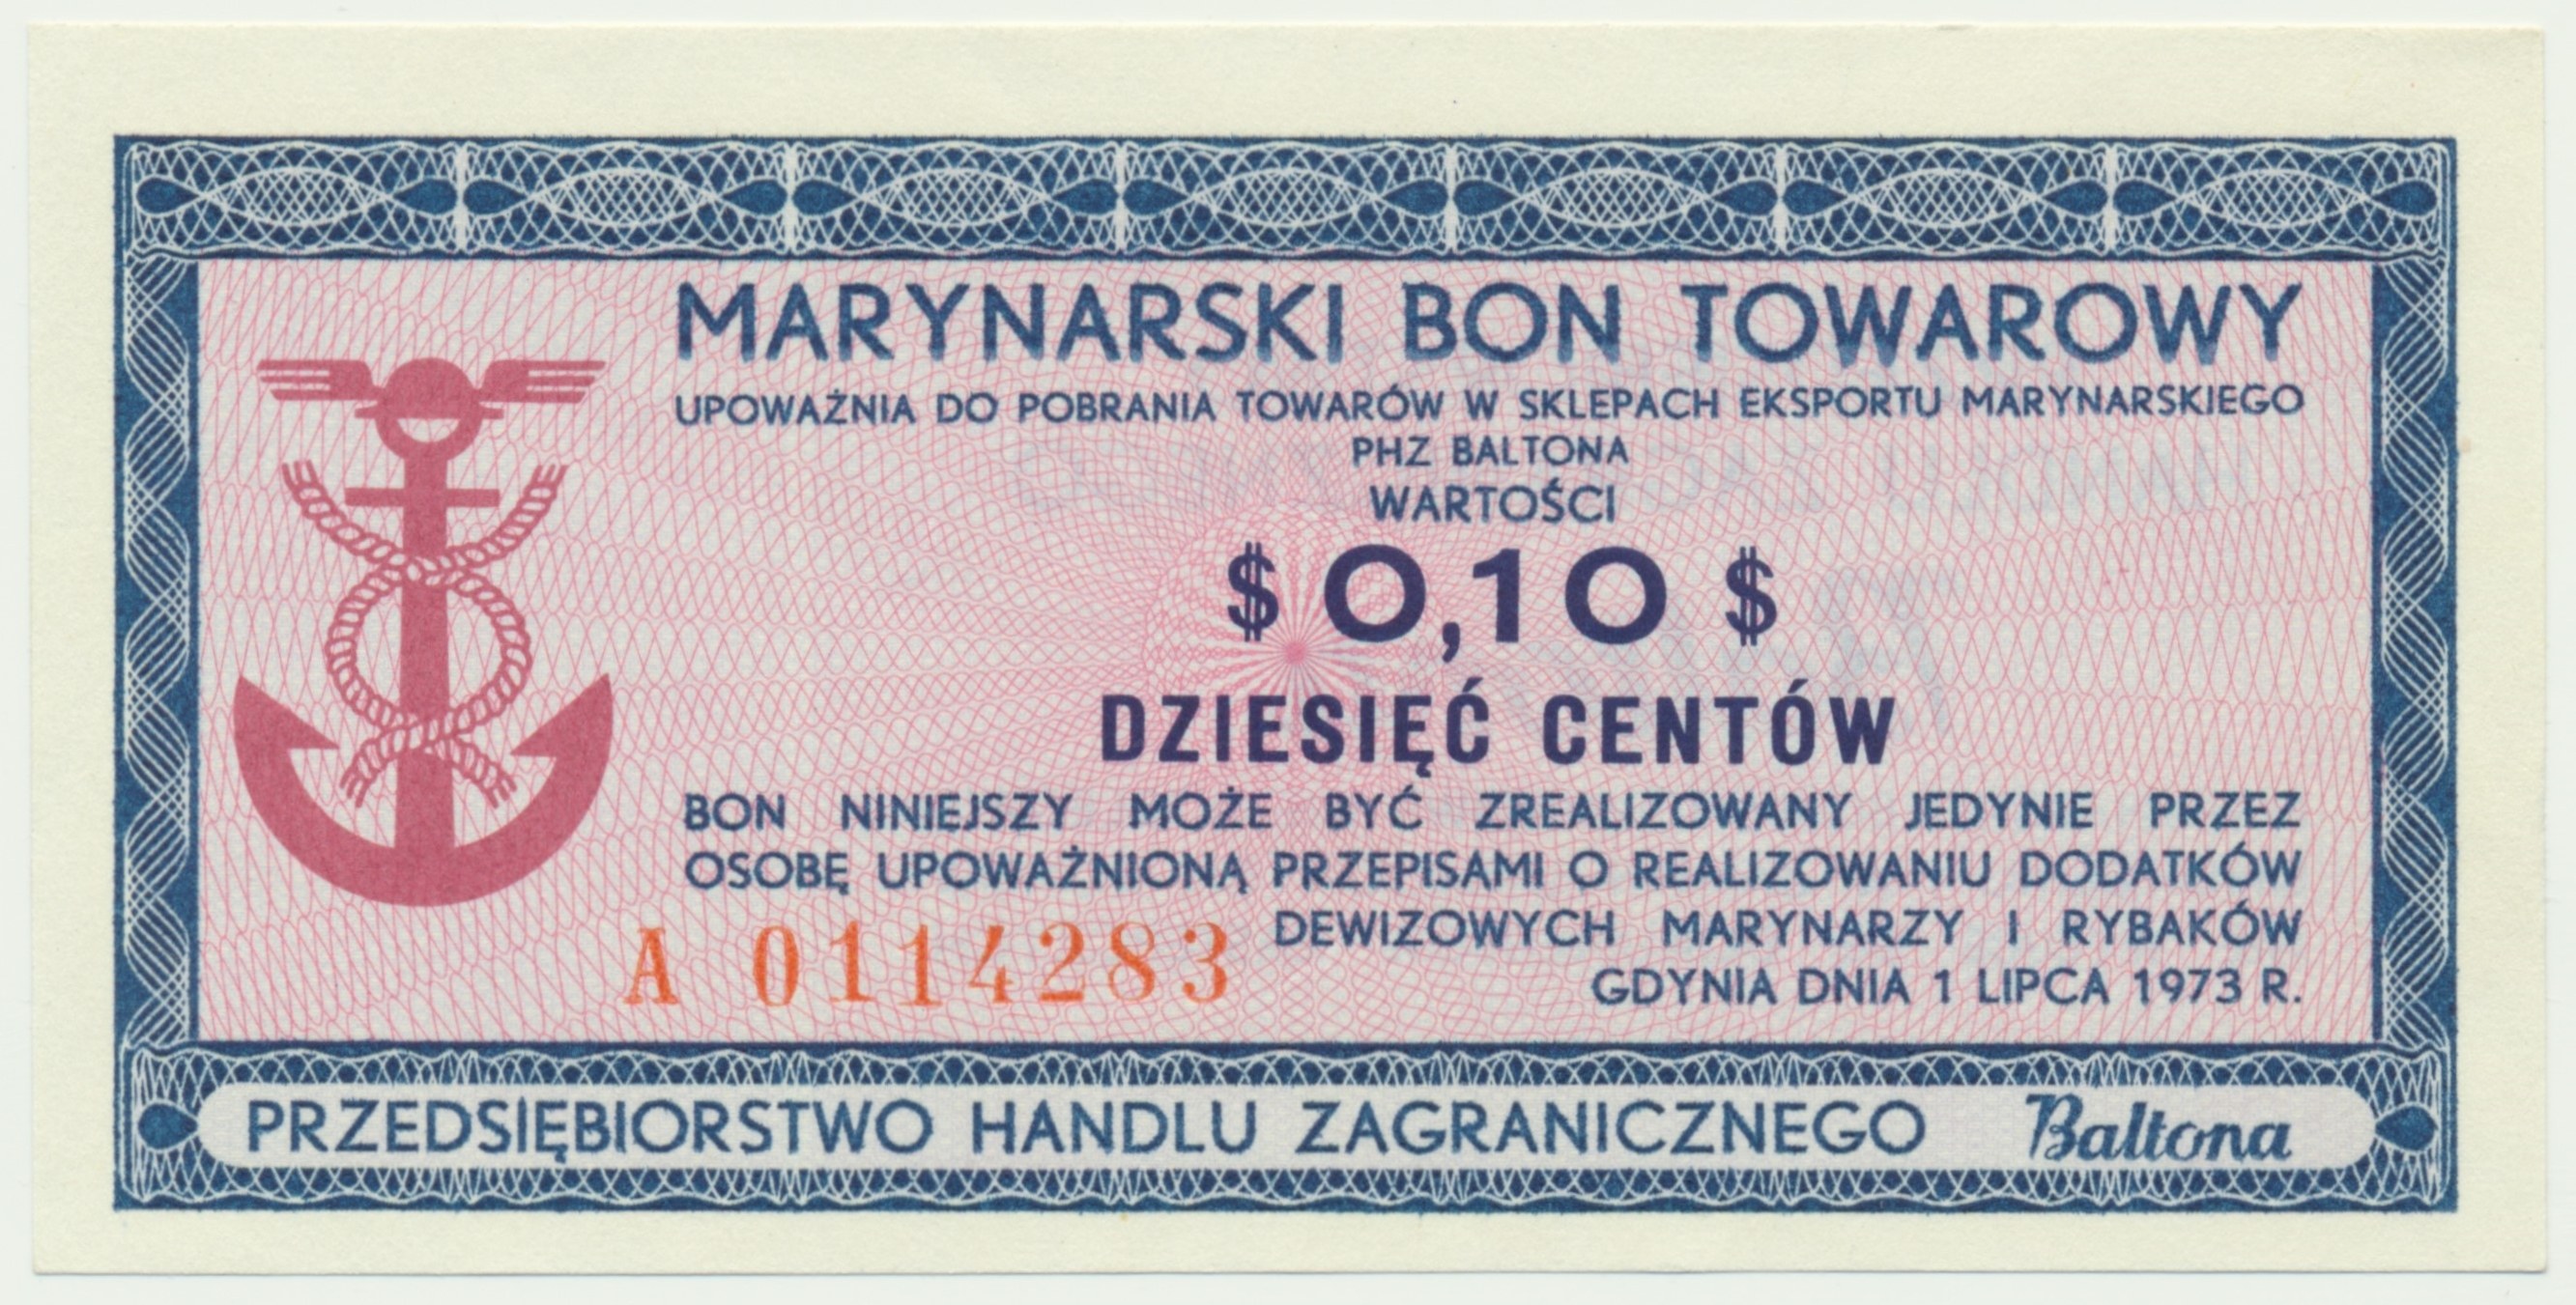 MARYNARSKI BON TOWAROWY
UPOWAŻNIA DO POBRANIA TOWARÓW W SKLEPACH EKSPORTU MARYNARSKIEGO
PHZ BALTONA
WARTOŚCI
$ 0,10 $
DZIESIĘĆ CENTÓW
BON NINIEJSZY MOŻE BYĆ ZREALIZOWANY JEDYNIE PRZEZ
OSOBĘ UPOWAŻNIONĄ PRZEPISAMI O REALIZOWANIU DODATKÓW
DEWIZOWYCH MARYNARZY I RYBAKÓW
A 0114283
GDYNIA DNIA 1 LIPCA 1973 R.
PRZEDSIĘBIORSTWO HANDLU ZAGRANICZNEGO Baltona